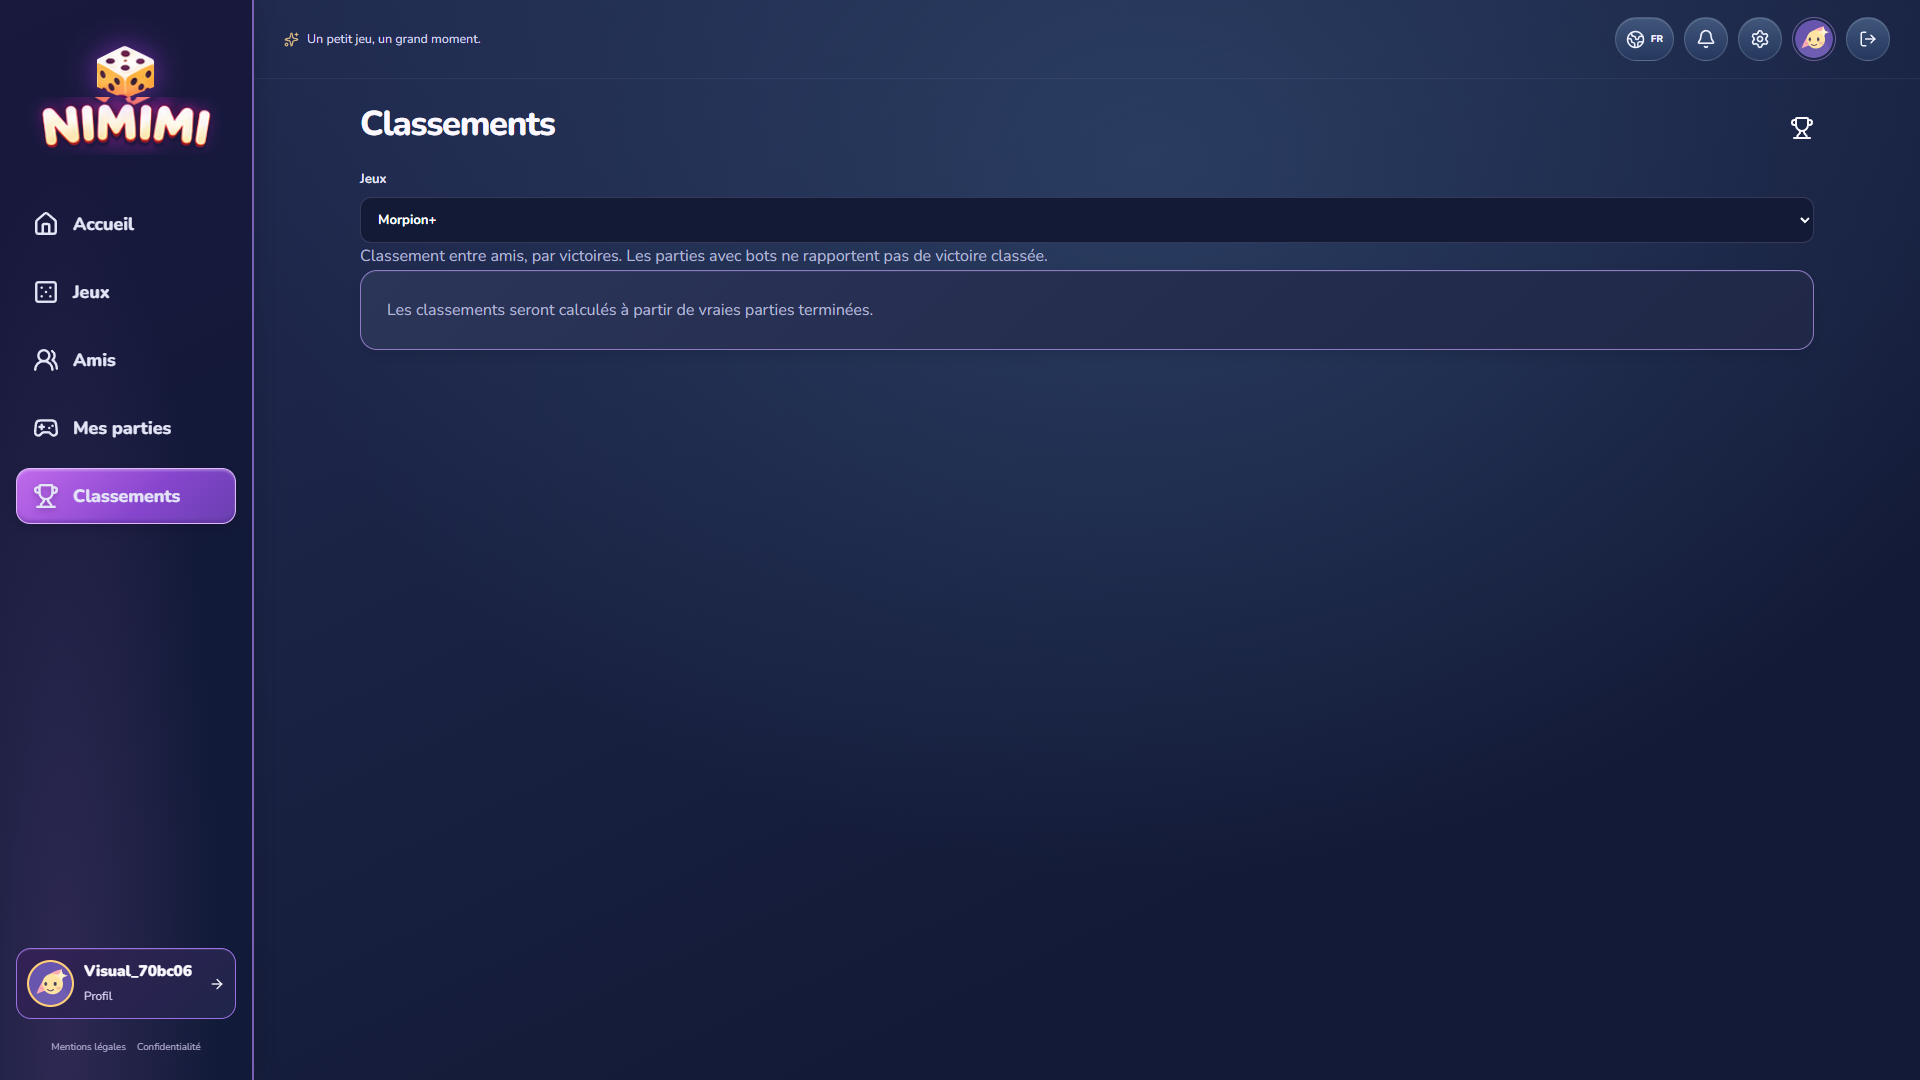 NIMIMI
Accueil
Jeux
Amis
Mes parties
Classements
Visual_70bc06
Profil
Mentions légales Confidentialité
Un petit jeu, un grand moment.
FR
Classements
Jeux
Morpion+
Classement entre amis, par victoires. Les parties avec bots ne rapportent pas de victoire classée.
Les classements seront calculés à partir de vraies parties terminées.